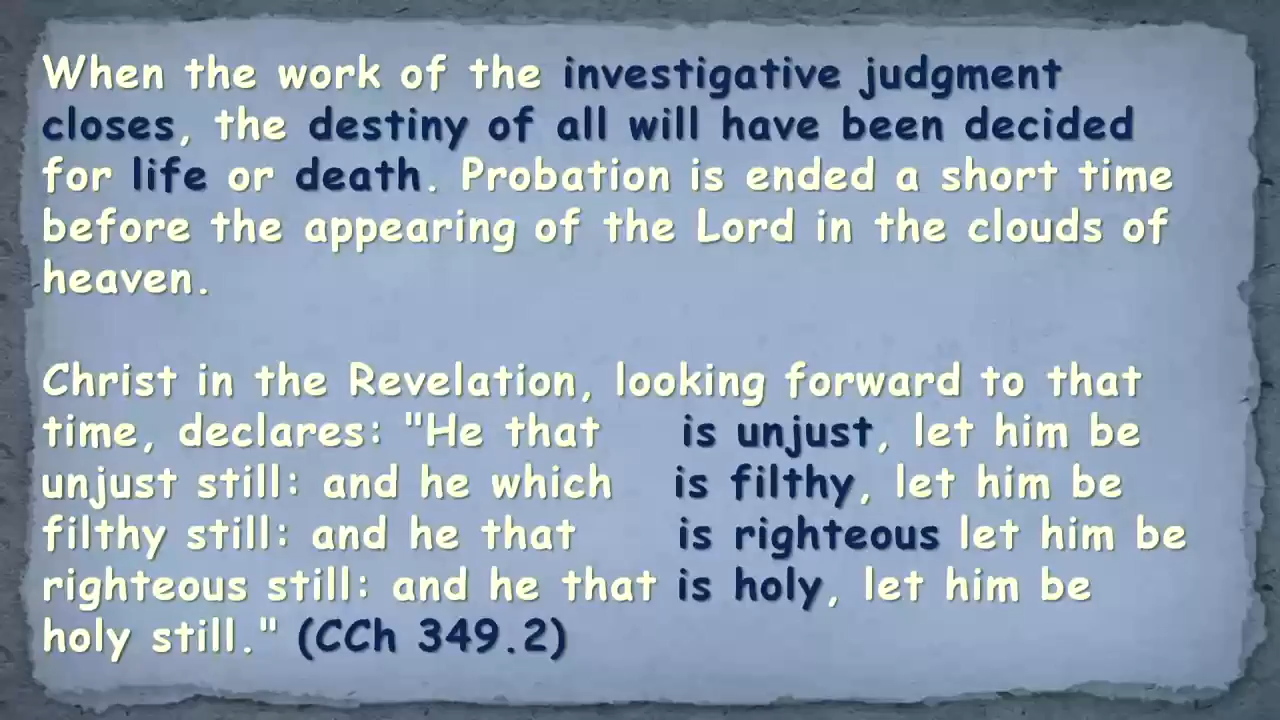 When the work of the investigative judgment
closes, the destiny of all will have been decided
for life or death. Probation is ended a short time
before the appearing of the Lord in the clouds of
heaven.
Christ in the Revelation, looking forward to that
time, declares: "He that is unjust, let him be
unjust still: and he which is filthy, let him be
filthy still: and he that is righteous let him be
righteous still: and he that is holy, let him be
holy still." (CCh 349.2)